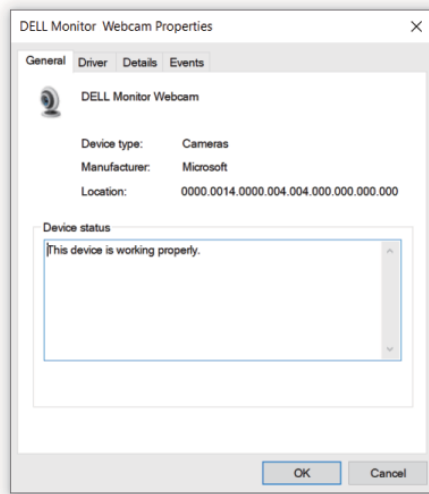 DELL Monitor Webcam Properties
General Driver Details Events
DELL Monitor Webcam
Device type: Cameras
Manufacturer: Microsoft
Location: 0000.0014.0000.004.004.000.000.000.000
Device status
This device is working properly.
OK Cancel